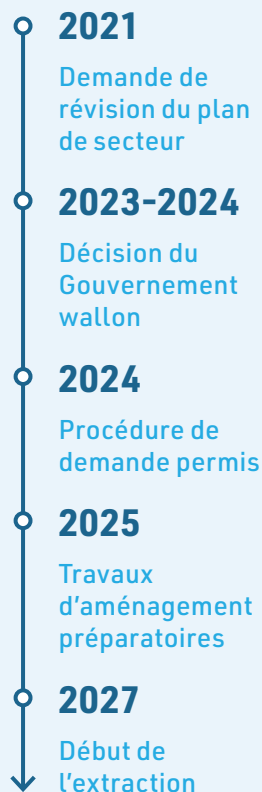 2021
Demande de
révision du plan
de secteur
2023-2024
Décision du
Gouvernement
wallon
2024
Procédure de
demande permis
2025
Travaux
d'aménagement
préparatoires
2027
Début de
l'extraction